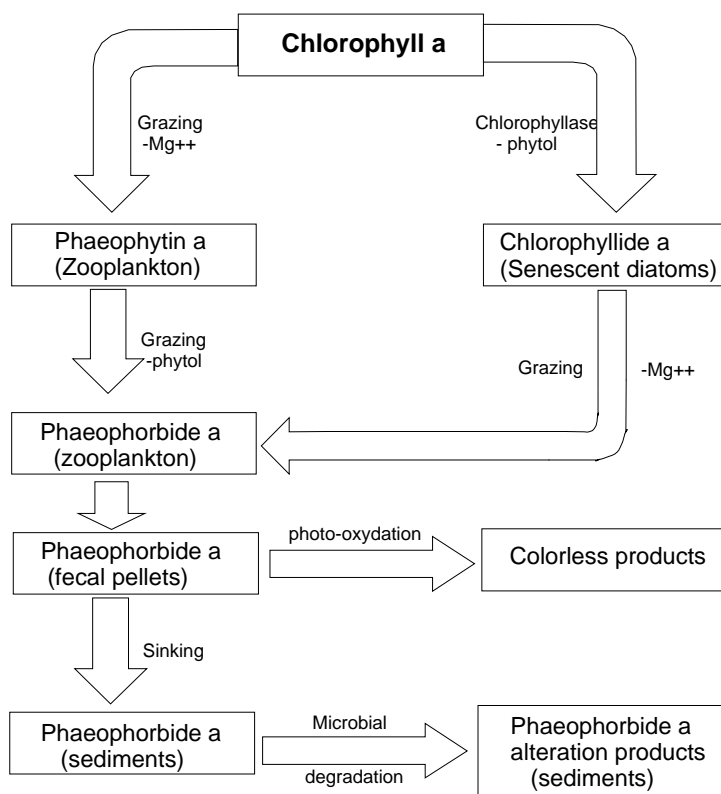 Chlorophyll a
Grazing
-Mg++
Chlorophyllase
- phytol
Phaeophytin a
(Zooplankton)
Chlorophyllide a
(Senescent diatoms)
Grazing
-phytol
Grazing
-Mg++
Phaeophorbide a
(zooplankton)
Phaeophorbide a
(fecal pellets)
photo-oxydation
Colorless products
Sinking
Phaeophorbide a
(sediments)
Microbial
degradation
Phaeophorbide a
alteration products
(sediments)